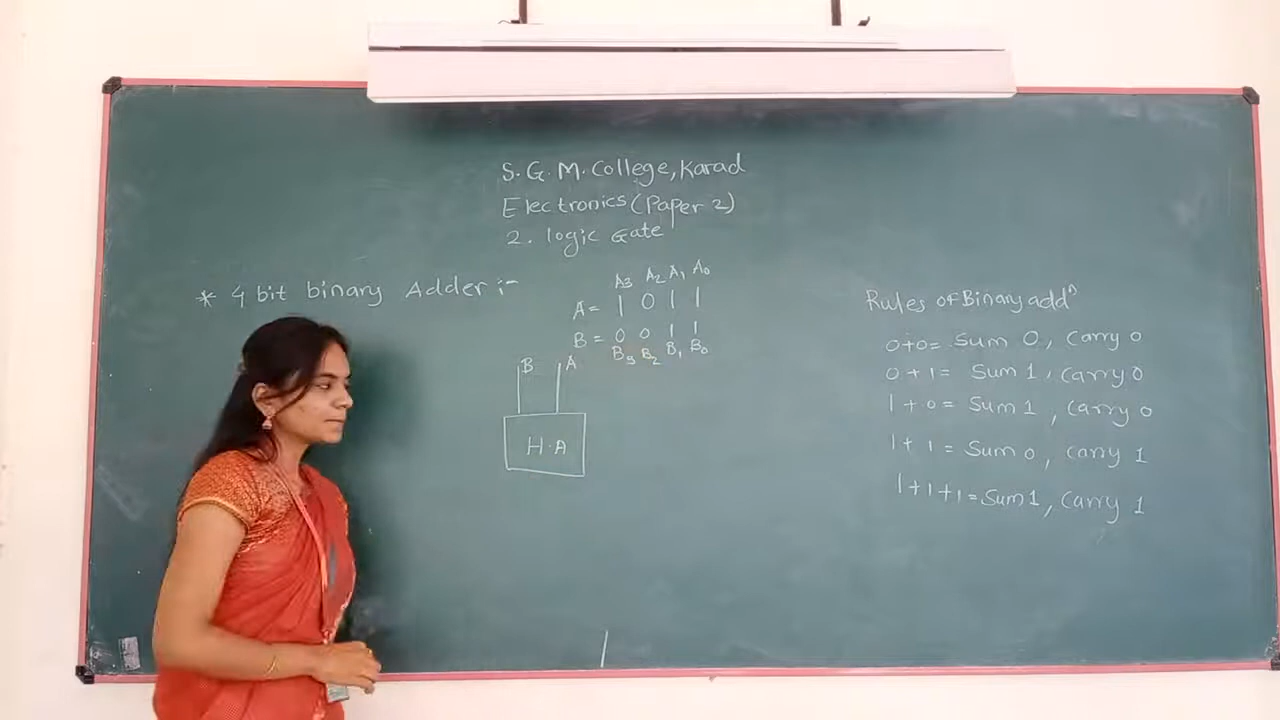 S. G. M. College, Karad
Electronics (Paper 2)
2. logic Gate
* 4 bit binary Adder :-
A3 A2 A1 A0
A= 1 0 1 1
B = 0 0 1 1
B3 B2 B1 B0
B A
H.A
Rules of Binary addⁿ
0+0= Sum 0, Carry 0
0+1= Sum 1, Carry 0
1+0= Sum 1, Carry 0
1+1= Sum 0, Carry 1
1+1+1=Sum 1, Carry 1